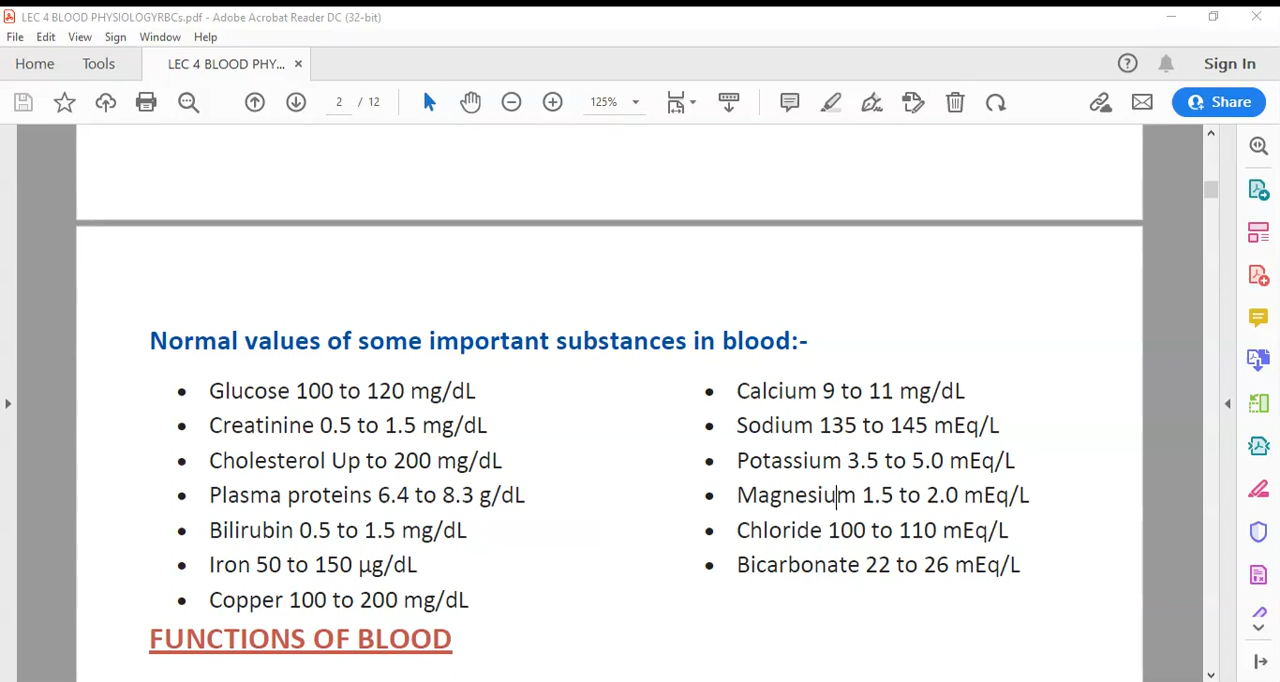 LEC 4 BLOOD PHYSIOLOGYRBCs.pdf - Adobe Acrobat Reader DC (32-bit)
File Edit View Sign Window Help
Home Tools LEC 4 BLOOD PHY... × Sign In
2 / 12 125% Share
Normal values of some important substances in blood:-
• Glucose 100 to 120 mg/dL
• Creatinine 0.5 to 1.5 mg/dL
• Cholesterol Up to 200 mg/dL
• Plasma proteins 6.4 to 8.3 g/dL
• Bilirubin 0.5 to 1.5 mg/dL
• Iron 50 to 150 µg/dL
• Copper 100 to 200 mg/dL
• Calcium 9 to 11 mg/dL
• Sodium 135 to 145 mEq/L
• Potassium 3.5 to 5.0 mEq/L
• Magnesium 1.5 to 2.0 mEq/L
• Chloride 100 to 110 mEq/L
• Bicarbonate 22 to 26 mEq/L
FUNCTIONS OF BLOOD